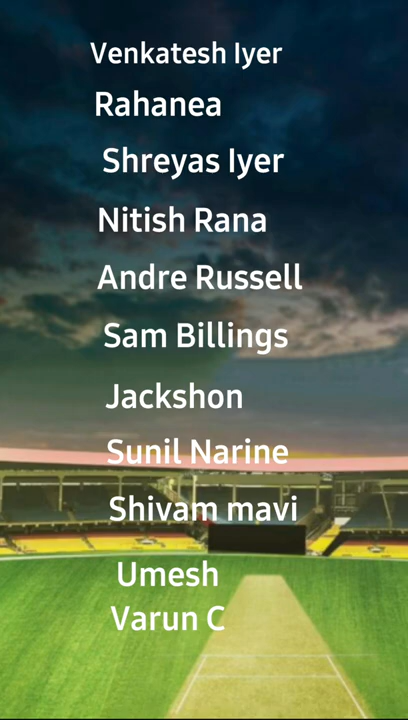 Venkatesh Iyer
Rahanea
Shreyas Iyer
Nitish Rana
Andre Russell
Sam Billings
Jackshon
Sunil Narine
Shivam mavi
Umesh
Varun C